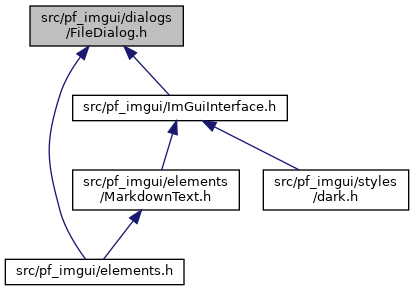 src/pf_imgui/dialogs
/FileDialog.h
src/pf_imgui/ImGuiInterface.h
src/pf_imgui/elements
/MarkdownText.h
src/pf_imgui/styles
/dark.h
src/pf_imgui/elements.h